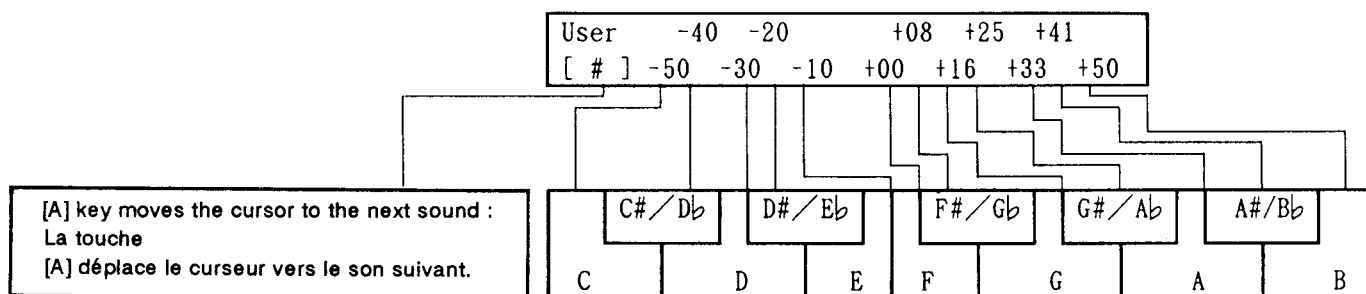 User -40 -20 +08 +25 +41
[ # ] -50 -30 -10 +00 +16 +33 +50
[A] key moves the cursor to the next sound :
La touche
[A] déplace le curseur vers le son suivant.
C#/D♭ D#/E♭ F#/G♭ G#/A♭ A#/B♭
C D E F G A B